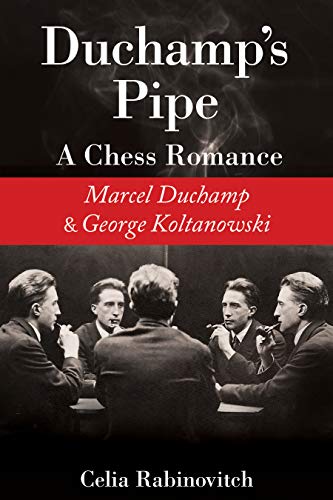 Duchamp's
Pipe
A Chess Romance
Marcel Duchamp
& George Koltanowski
Celia Rabinovitch